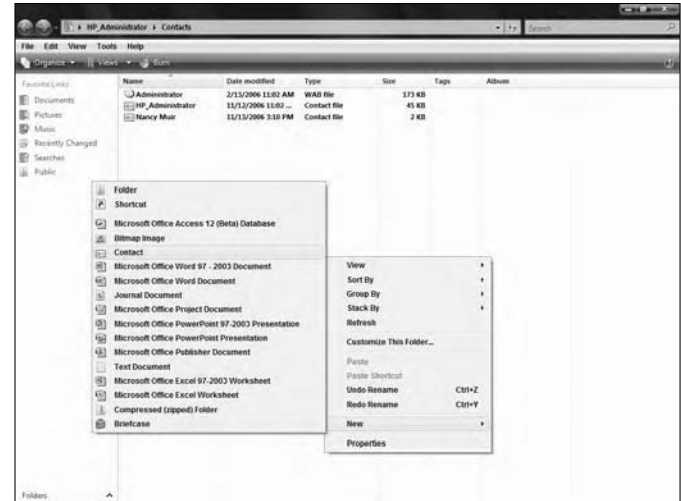 HP_Administrator Contacts Search
File Edit View Tools Help
Organize Views Burn
Favorite Links
Documents
Pictures
Music
Recently Changed
Searches
Public
Name Date modified Type Size Tags Album
Administrator 2/13/2006 11:02 AM WAB file 173 KB
HP_Administrator 11/12/2006 11:02 ... Contact file 45 KB
Nancy Muir 11/13/2006 3:10 PM Contact file 2 KB
Folder
Shortcut
Microsoft Office Access 12 (Beta) Database
Bitmap Image
Contact
Microsoft Office Word 97 - 2003 Document
Microsoft Office Word Document
Journal Document
Microsoft Office Project Document
Microsoft Office PowerPoint 97-2003 Presentation
Microsoft Office PowerPoint Presentation
Microsoft Office Publisher Document
Text Document
Microsoft Office Excel 97-2003 Worksheet
Microsoft Office Excel Worksheet
Compressed (zipped) Folder
Briefcase
View
Sort By
Group By
Stack By
Refresh
Customize This Folder...
Paste
Paste Shortcut
Undo Rename Ctrl+Z
Redo Rename Ctrl+Y
New
Properties
Folders